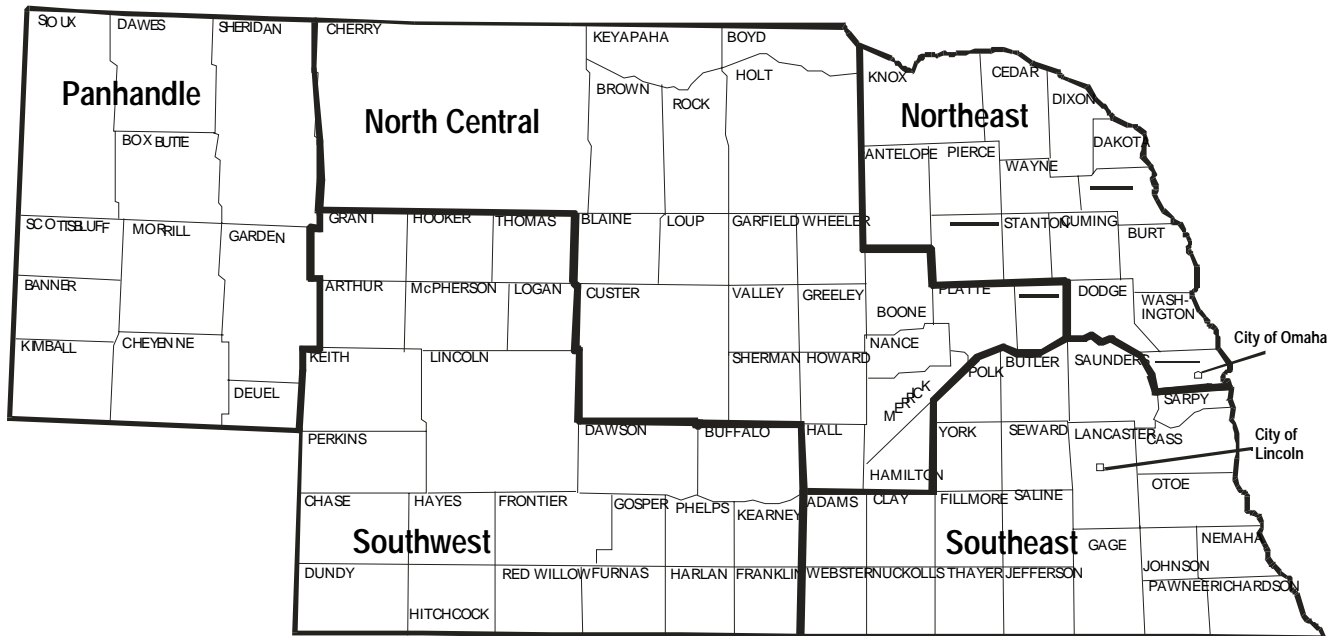 SIOUX DAWES SHERIDAN CHERRY KEYAPAHA BOYD
KNOX CEDAR
Panhandle North Central Northeast
BROWN ROCK HOLT DIXON
BOX BUTTE DAKOTA
ANTELOPE PIERCE WAYNE
SCOTTSBLUFF MORRILL GARDEN GRANT HOOKER THOMAS BLAINE LOUP GARFIELD WHEELER STANTON CUMING BURT
BANNER ARTHUR McPHERSON LOGAN CUSTER VALLEY GREELEY BOONE PLATTE DODGE WASH-
INGTON
KIMBALL CHEYENNE KEITH LINCOLN SHERMAN HOWARD NANCE POLK BUTLER SAUNDERS
City of Omaha
DEUEL MERRICK SARPY
PERKINS DAWSON BUFFALO HALL YORK SEWARD LANCASTER CASS
City of
Lincoln
HAMILTON OTOE
CHASE HAYES FRONTIER GOSPER PHELPS KEARNEY ADAMS CLAY FILLMORE SALINE
Southwest Southeast
GAGE NEMAHA
DUNDY HITCHCOCK RED WILLOW FURNAS HARLAN FRANKLIN WEBSTER NUCKOLLS THAYER JEFFERSON JOHNSON
PAWNEE RICHARDSON